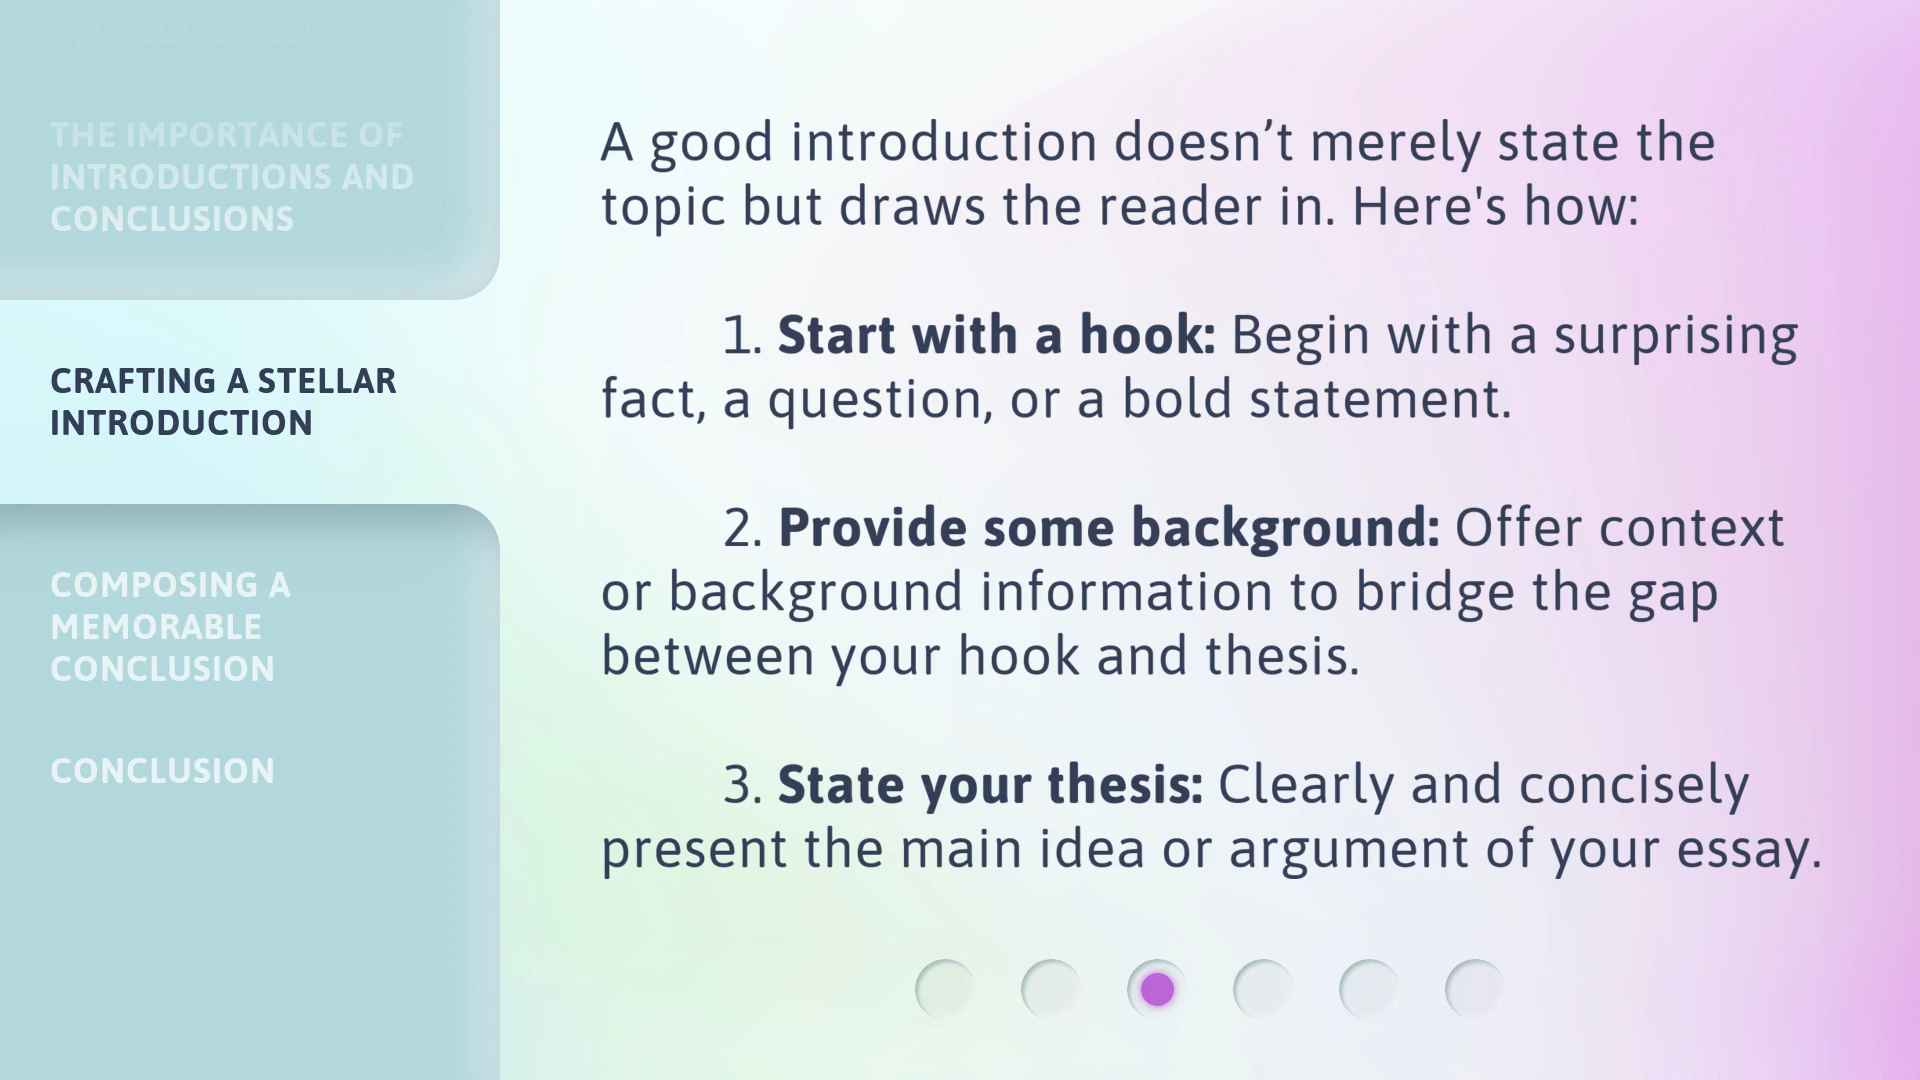 INTRODUCTION
THE IMPORTANCE OF
INTRODUCTIONS AND
CONCLUSIONS
CRAFTING A STELLAR
INTRODUCTION
COMPOSING A
MEMORABLE
CONCLUSION
CONCLUSION
A good introduction doesn’t merely state the
topic but draws the reader in. Here's how:
1. Start with a hook: Begin with a surprising
fact, a question, or a bold statement.
2. Provide some background: Offer context
or background information to bridge the gap
between your hook and thesis.
3. State your thesis: Clearly and concisely
present the main idea or argument of your essay.